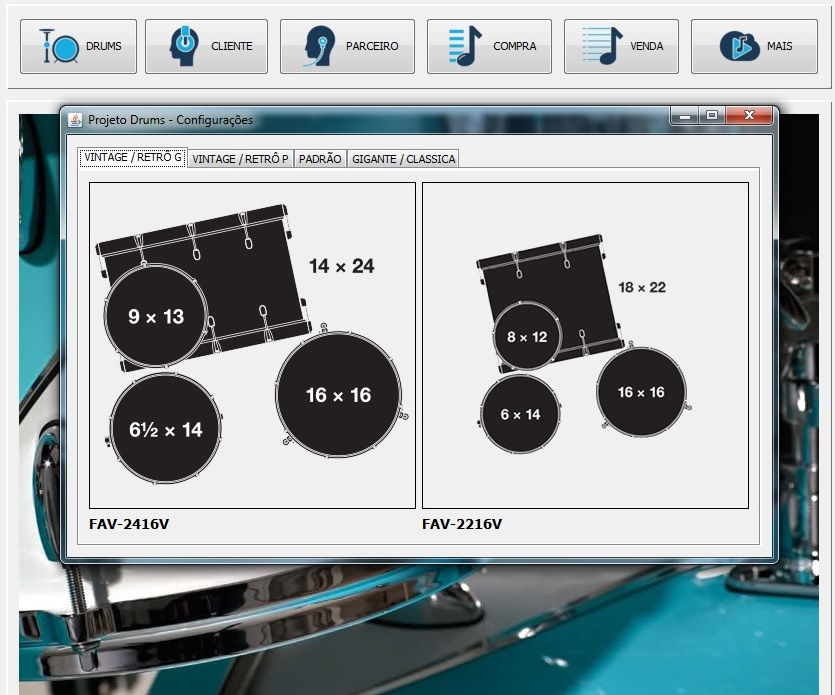 DRUMS
CLIENTE
PARCEIRO
COMPRA
VENDA
MAIS
Projeto Drums - Configurações
VINTAGE / RETRÔ G
VINTAGE / RETRÔ P
PADRÃO
GIGANTE / CLASSICA
14 × 24
9 × 13
16 × 16
6½ × 14
FAV-2416V
18 × 22
8 × 12
16 × 16
6 × 14
FAV-2216V